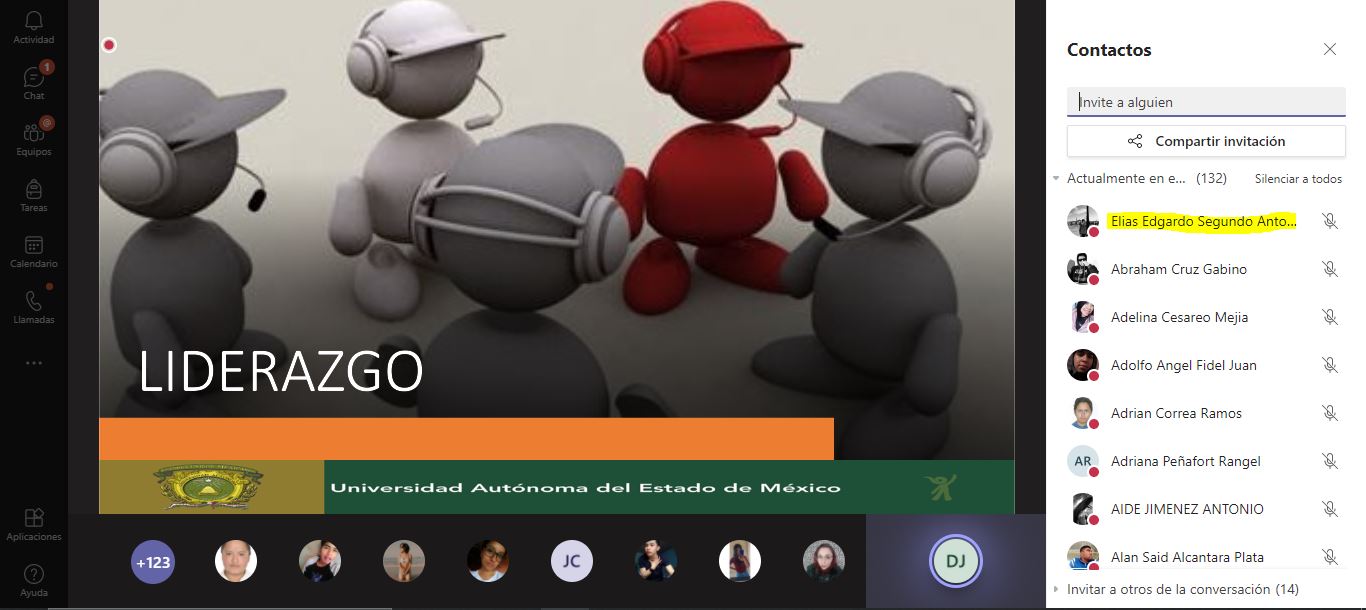 Actividad
1
Chat
@
Equipos
Tareas
Calendario
Llamadas
Aplicaciones
Ayuda
LIDERAZGO
Universidad Autónoma del Estado de México
+123
JC
DJ
Contactos
Invite a alguien
Compartir invitación
Actualmente en e... (132) Silenciar a todos
Elias Edgardo Segundo Anto...
Abraham Cruz Gabino
Adelina Cesareo Mejia
Adolfo Angel Fidel Juan
Adrian Correa Ramos
AR Adriana Peñafort Rangel
AIDE JIMENEZ ANTONIO
Alan Said Alcantara Plata
Invitar a otros de la conversación (14)